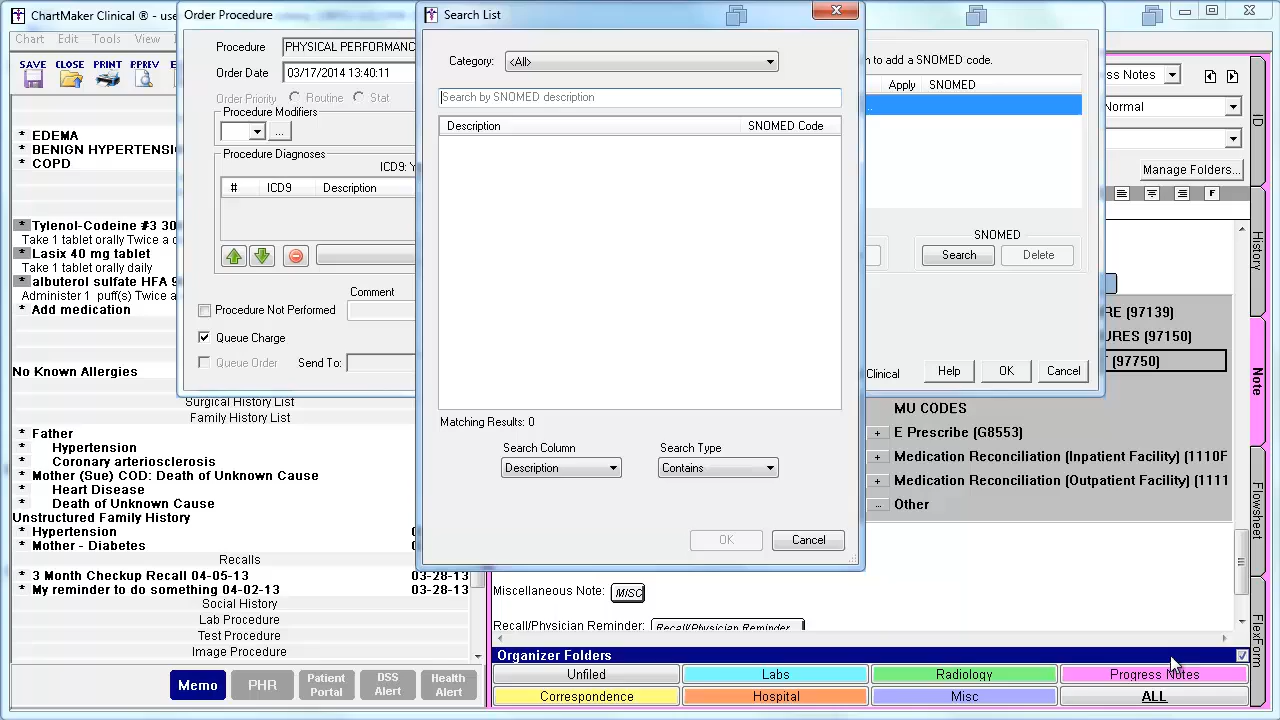 ChartMaker Clinical ® - use
Chart Edit Tools View
SAVE CLOSE PRINT PPREV
* EDEMA
* BENIGN HYPERTENSI
* COPD
* Tylenol-Codeine #3 30
Take 1 tablet orally Twice a d
* Lasix 40 mg tablet
Take 1 tablet orally daily
* albuterol sulfate HFA 9
Administer 1 puff(s) Twice a
* Add medication
No Known Allergies
Surgical History List
Family History List
* Father
* Hypertension
* Coronary arteriosclerosis
* Mother (Sue) COD: Death of Unknown Cause
* Heart Disease
* Death of Unknown Cause
Unstructured Family History
* Hypertension
* Mother - Diabetes
Recalls
* 3 Month Checkup Recall 04-05-13 03-28-13
* My reminder to do something 04-02-13 03-28-13
Social History
Lab Procedure
Test Procedure
Image Procedure
Memo
PHR
Patient Portal
DSS Alert
Health Alert
Order Procedure
Procedure PHYSICAL PERFORMANC
Order Date 03/17/2014 13:40:11
Order Priority Routine Stat
Procedure Modifiers
...
Procedure Diagnoses
ICD9: Y
# ICD9 Description
Comment
Procedure Not Performed
Queue Charge
Queue Order Send To:
Search List
Category: <All>
Search by SNOMED description
Description SNOMED Code
Matching Results: 0
Search Column Search Type
Description Contains
OK Cancel
n to add a SNOMED code.
Apply SNOMED
SNOMED
Search Delete
Clinical Help OK Cancel
ss Notes
Normal
Manage Folders...
F
RE (97139)
URES (97150)
T (97750)
MU CODES
+ E Prescribe (G8553)
+ Medication Reconciliation (Inpatient Facility) (1110F
+ Medication Reconciliation (Outpatient Facility) (1111
... Other
Miscellaneous Note: MISC
Recall/Physician Reminder: Recall/Physician Reminder
Organizer Folders
Unfiled Labs Radiology Progress Notes
Correspondence Hospital Misc ALL
ID
History
Note
Flowsheet
FlexForm